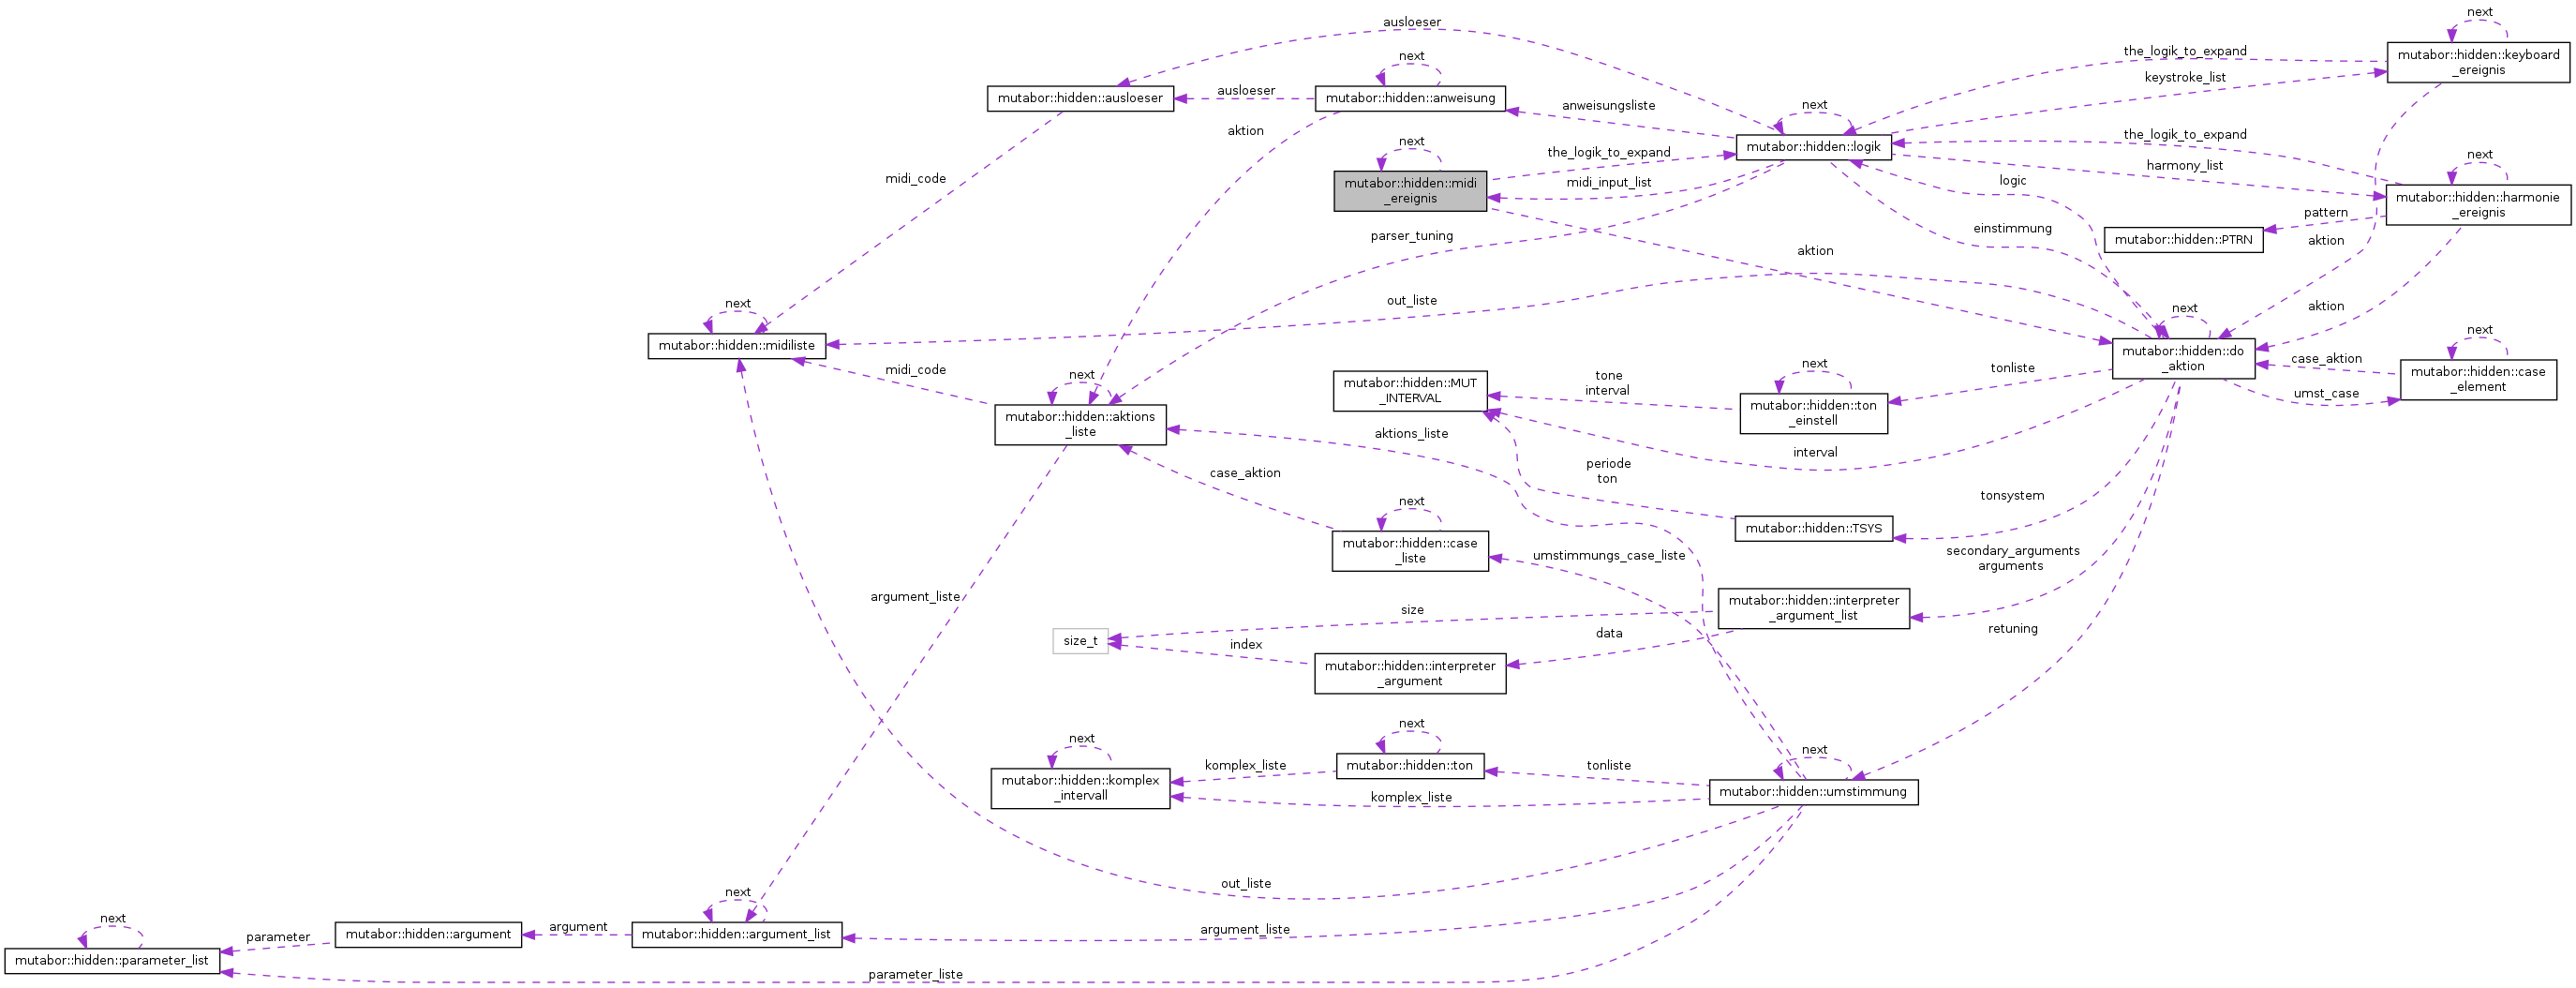 next
ausloeser
next
the_logik_to_expand
mutabor::hidden::keyboard
_ereignis
keystroke_list
ausloeser
mutabor::hidden::ausloeser
mutabor::hidden::anweisung
anweisungsliste
next
aktion
the_logik_to_expand
next
the_logik_to_expand
mutabor::hidden::logik
next
harmony_list
midi_code
mutabor::hidden::midi
_ereignis
midi_input_list
logic
mutabor::hidden::harmonie
_ereignis
pattern
einstimmung
parser_tuning
mutabor::hidden::PTRN
aktion
aktion
next
out_liste
next
aktion
next
mutabor::hidden::midiliste
mutabor::hidden::do
_aktion
case_aktion
midi_code
next
next
tonliste
mutabor::hidden::case
_element
mutabor::hidden::MUT
_INTERVAL
tone
interval
umst_case
mutabor::hidden::ton
_einstell
mutabor::hidden::aktions
_liste
aktions_liste
interval
periode
ton
case_aktion
next
tonsystem
mutabor::hidden::TSYS
mutabor::hidden::case
_liste
umstimmungs_case_liste
secondary_arguments
arguments
argument_liste
size
mutabor::hidden::interpreter
_argument_list
data
retuning
size_t
index
mutabor::hidden::interpreter
_argument
next
next
next
komplex_liste
mutabor::hidden::ton
tonliste
mutabor::hidden::komplex
_intervall
komplex_liste
mutabor::hidden::umstimmung
out_liste
next
next
argument_liste
argument
mutabor::hidden::argument
mutabor::hidden::argument_list
parameter
mutabor::hidden::parameter_list
parameter_liste